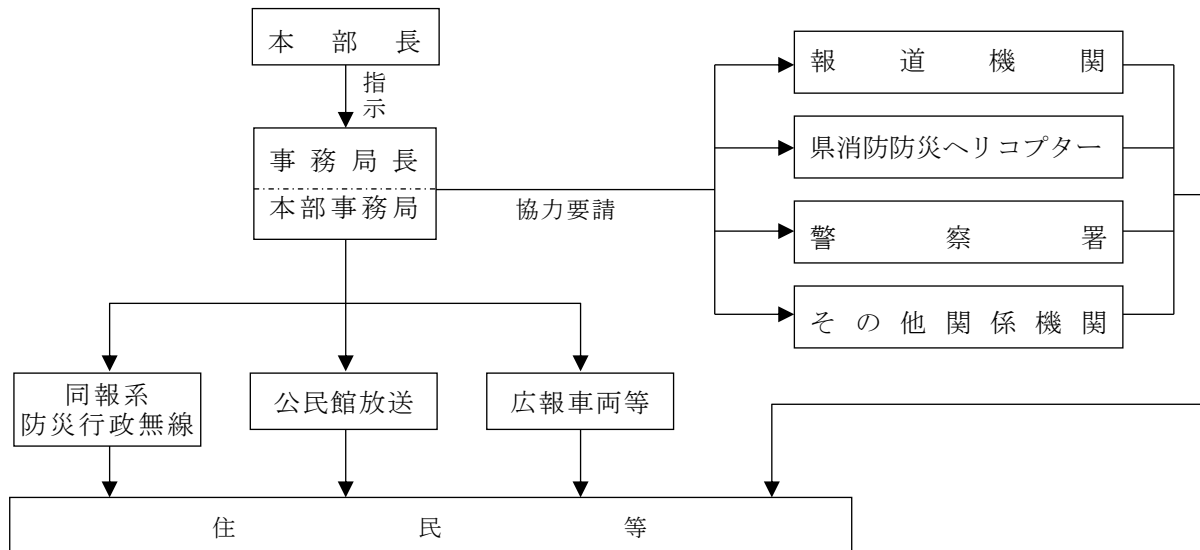 本部長
指示
事務局長
本部事務局
協力要請
報道機関
県消防防災ヘリコプター
警察署
その他関係機関
同報系
防災行政無線
公民館放送
広報車両等
住民等